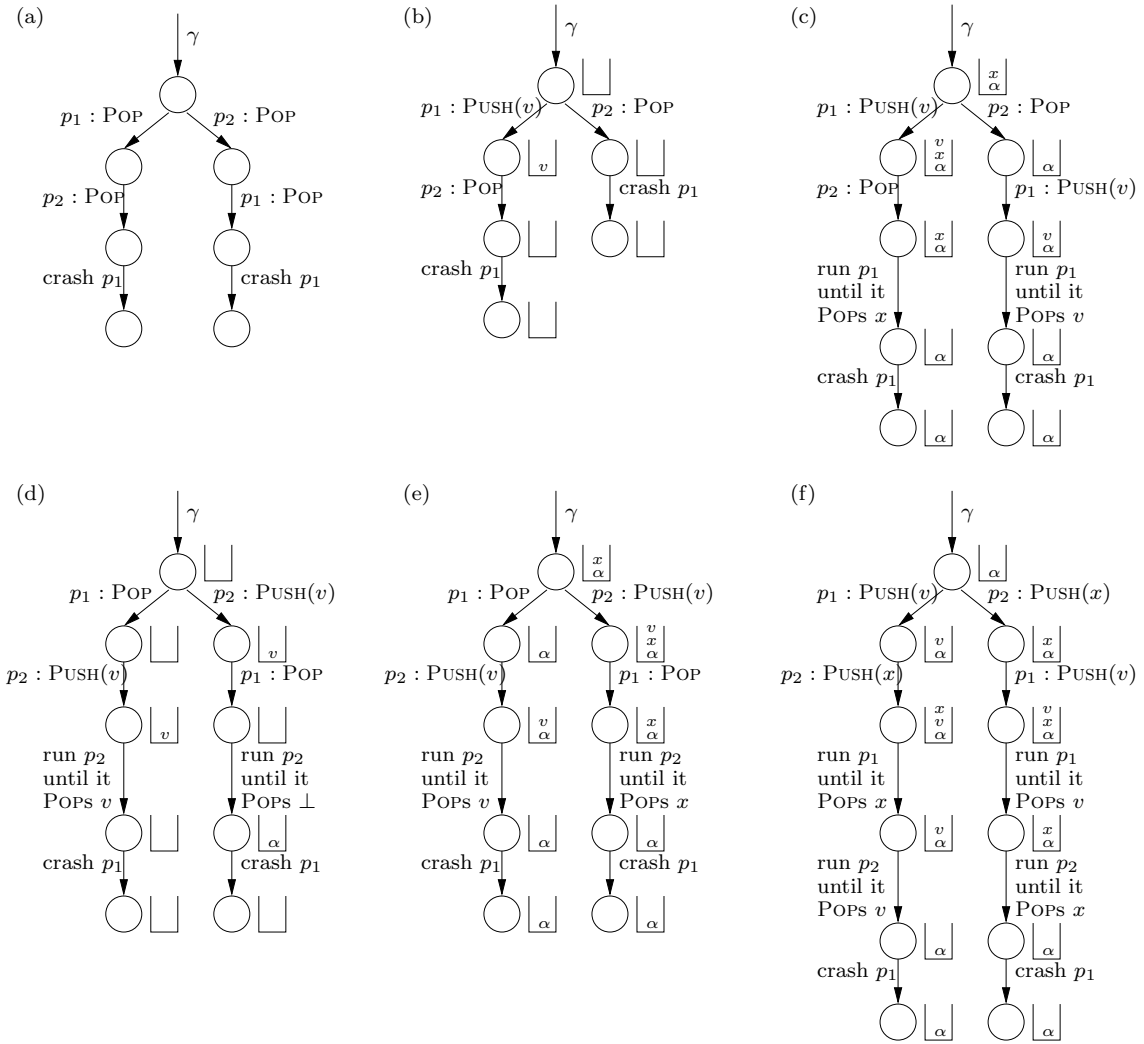 (a)
γ
p₁ : POP
p₂ : POP
p₂ : POP
p₁ : POP
crash p₁
crash p₁
(b)
γ
p₁ : PUSH(v)
p₂ : POP
v
p₂ : POP
crash p₁
crash p₁
(c)
γ
x
α
p₁ : PUSH(v)
p₂ : POP
v
x
α
α
p₂ : POP
p₁ : PUSH(v)
x
α
v
α
run p₁
until it
POPS x
run p₁
until it
POPS v
α
α
crash p₁
crash p₁
α
α
(d)
γ
p₁ : POP
p₂ : PUSH(v)
v
p₂ : PUSH(v)
p₁ : POP
v
run p₂
until it
POPS v
run p₂
until it
POPS ⊥
α
crash p₁
crash p₁
(e)
γ
x
α
p₁ : POP
p₂ : PUSH(v)
α
v
x
α
p₂ : PUSH(v)
p₁ : POP
v
α
x
α
run p₂
until it
POPS v
run p₂
until it
POPS x
α
α
crash p₁
crash p₁
α
α
(f)
γ
α
p₁ : PUSH(v)
p₂ : PUSH(x)
v
α
x
α
p₂ : PUSH(x)
p₁ : PUSH(v)
x
v
α
v
x
α
run p₁
until it
POPS x
run p₁
until it
POPS v
v
α
x
α
run p₂
until it
POPS v
run p₂
until it
POPS x
α
α
crash p₁
crash p₁
α
α